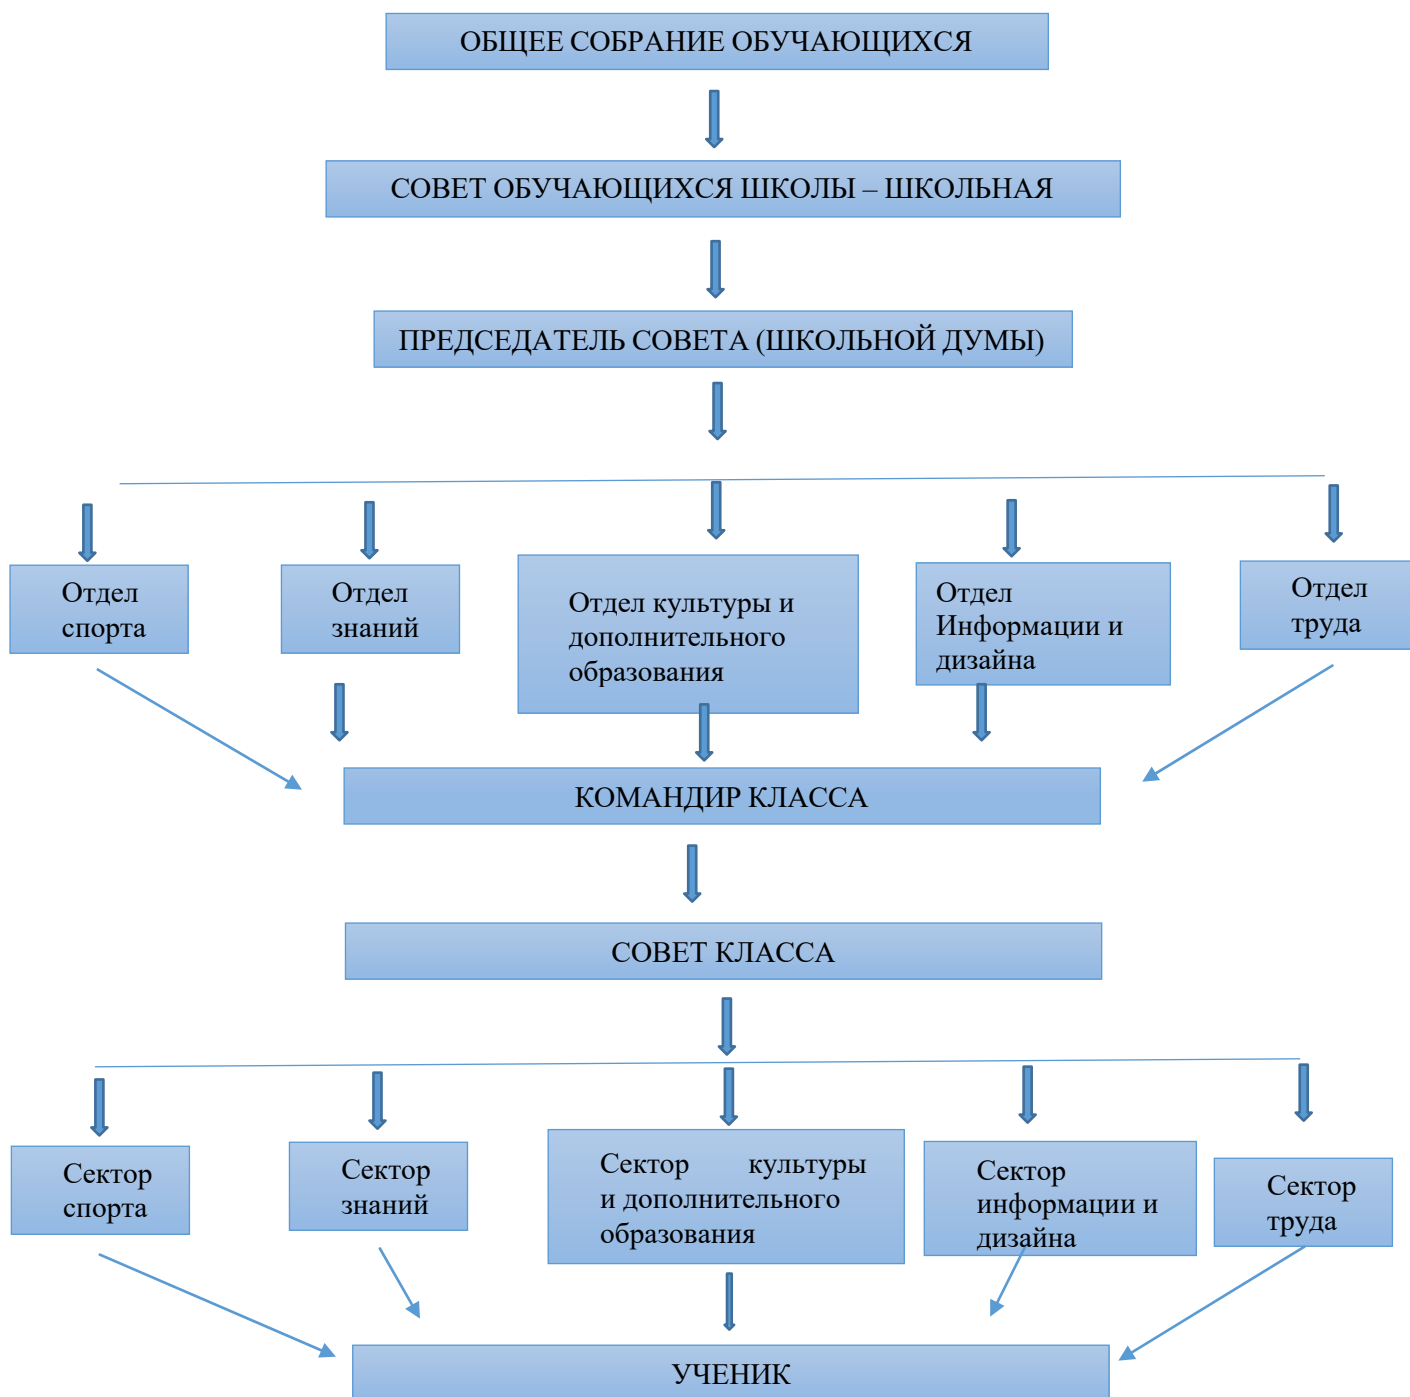 ОБЩЕЕ СОБРАНИЕ ОБУЧАЮЩИХСЯ
СОВЕТ ОБУЧАЮЩИХСЯ ШКОЛЫ – ШКОЛЬНАЯ
ПРЕДСЕДАТЕЛЬ СОВЕТА (ШКОЛЬНОЙ ДУМЫ)
Отдел
спорта
Отдел
знаний
Отдел культуры и
дополнительного
образования
Отдел
Информации и
дизайна
Отдел
труда
КОМАНДИР КЛАССА
СОВЕТ КЛАССА
Сектор
спорта
Сектор
знаний
Сектор культуры
и дополнительного
образования
Сектор
информации и
дизайна
Сектор
труда
УЧЕНИК